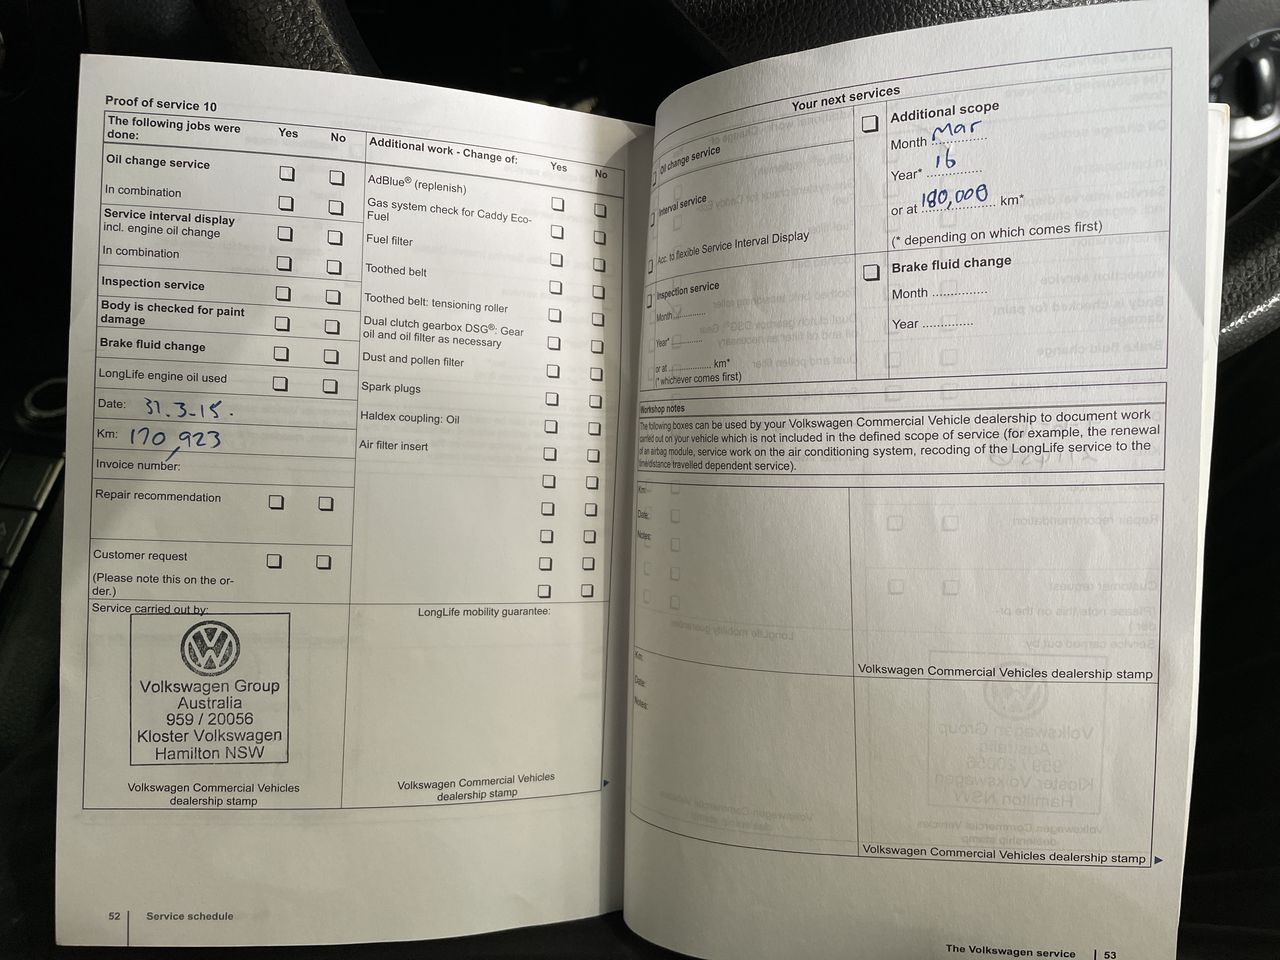 Proof of service 10
The following jobs were
done:
Yes
No
Oil change service
In combination
Service interval display
incl. engine oil change
In combination
Inspection service
Body is checked for paint
damage
Brake fluid change
LongLife engine oil used
Date: 31.3-15.
Km: 170,923
Invoice number:
Repair recommendation
Customer request
(Please note this on the or-
der.)
Additional work - Change of:
Yes
No
AdBlue® (replenish)
Gas system check for Caddy Eco-
Fuel
Fuel filter
Toothed belt
Toothed belt: tensioning roller
Dual clutch gearbox DSG®: Gear
oil and oil filter as necessary
Dust and pollen filter
Spark plugs
Haldex coupling: Oil
Air filter insert
Service carried out by:
Volkswagen Group
Australia
959 / 20056
Kloster Volkswagen
Hamilton NSW
Volkswagen Commercial Vehicles
dealership stamp
LongLife mobility guarantee:
Volkswagen Commercial Vehicles
dealership stamp
52
Service schedule
Your next services
Oil change service
Interval service
Acc. to flexible Service Interval Display
Inspection service
Month ..............
Year* ..............
or at .............. km*
(* whichever comes first)
Additional scope
Month Mar
Year* 16
or at 180,000 km*
(* depending on which comes first)
Brake fluid change
Month ..............
Year .............
Workshop notes
The following boxes can be used by your Volkswagen Commercial Vehicle dealership to document work
carried out on your vehicle which is not included in the defined scope of service (for example, the renewal
of an airbag module, service work on the air conditioning system, recoding of the LongLife service to the
time/distance travelled dependent service).
Km:
Date:
Notes:
Volkswagen Commercial Vehicles dealership stamp
Km:
Date:
Notes:
Volkswagen Commercial Vehicles dealership stamp
The Volkswagen service
53